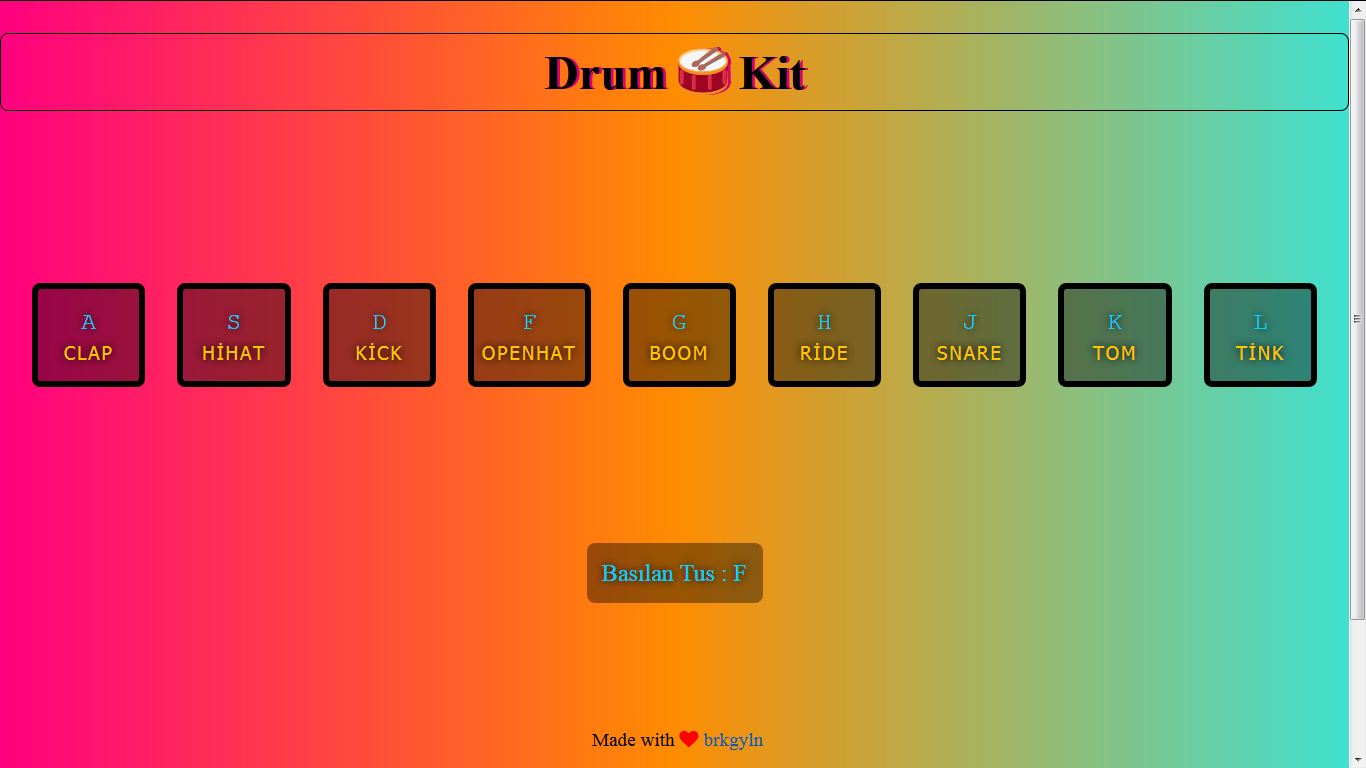 Drum 🥁 Kit
A
CLAP
S
HİHAT
D
KİCK
F
OPENHAT
G
BOOM
H
RİDE
J
SNARE
K
TOM
L
TİNK
Basılan Tus : F
Made with ❤ brkgyln